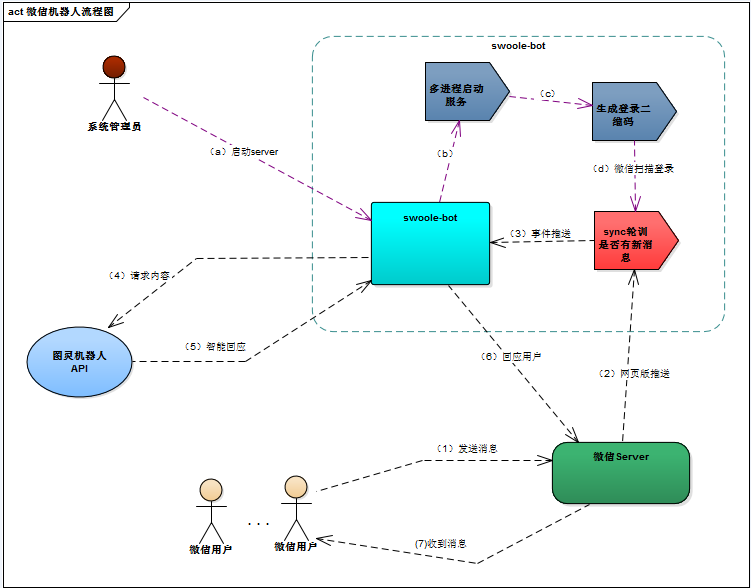 act 微信机器人流程图
swoole-bot
系统管理员
多进程启动
服务
（c）
生成登录二
维码
（a）启动server
（b）
（d）微信扫描登录
swoole-bot
（3）事件推送
sync轮训
是否有新消
息
（4）请求内容
（5）智能回应
图灵机器人
API
（6）回应用户
（2）网页版推送
（1）发送消息
微信Server
微信用户
. . .
微信用户
(7)收到消息